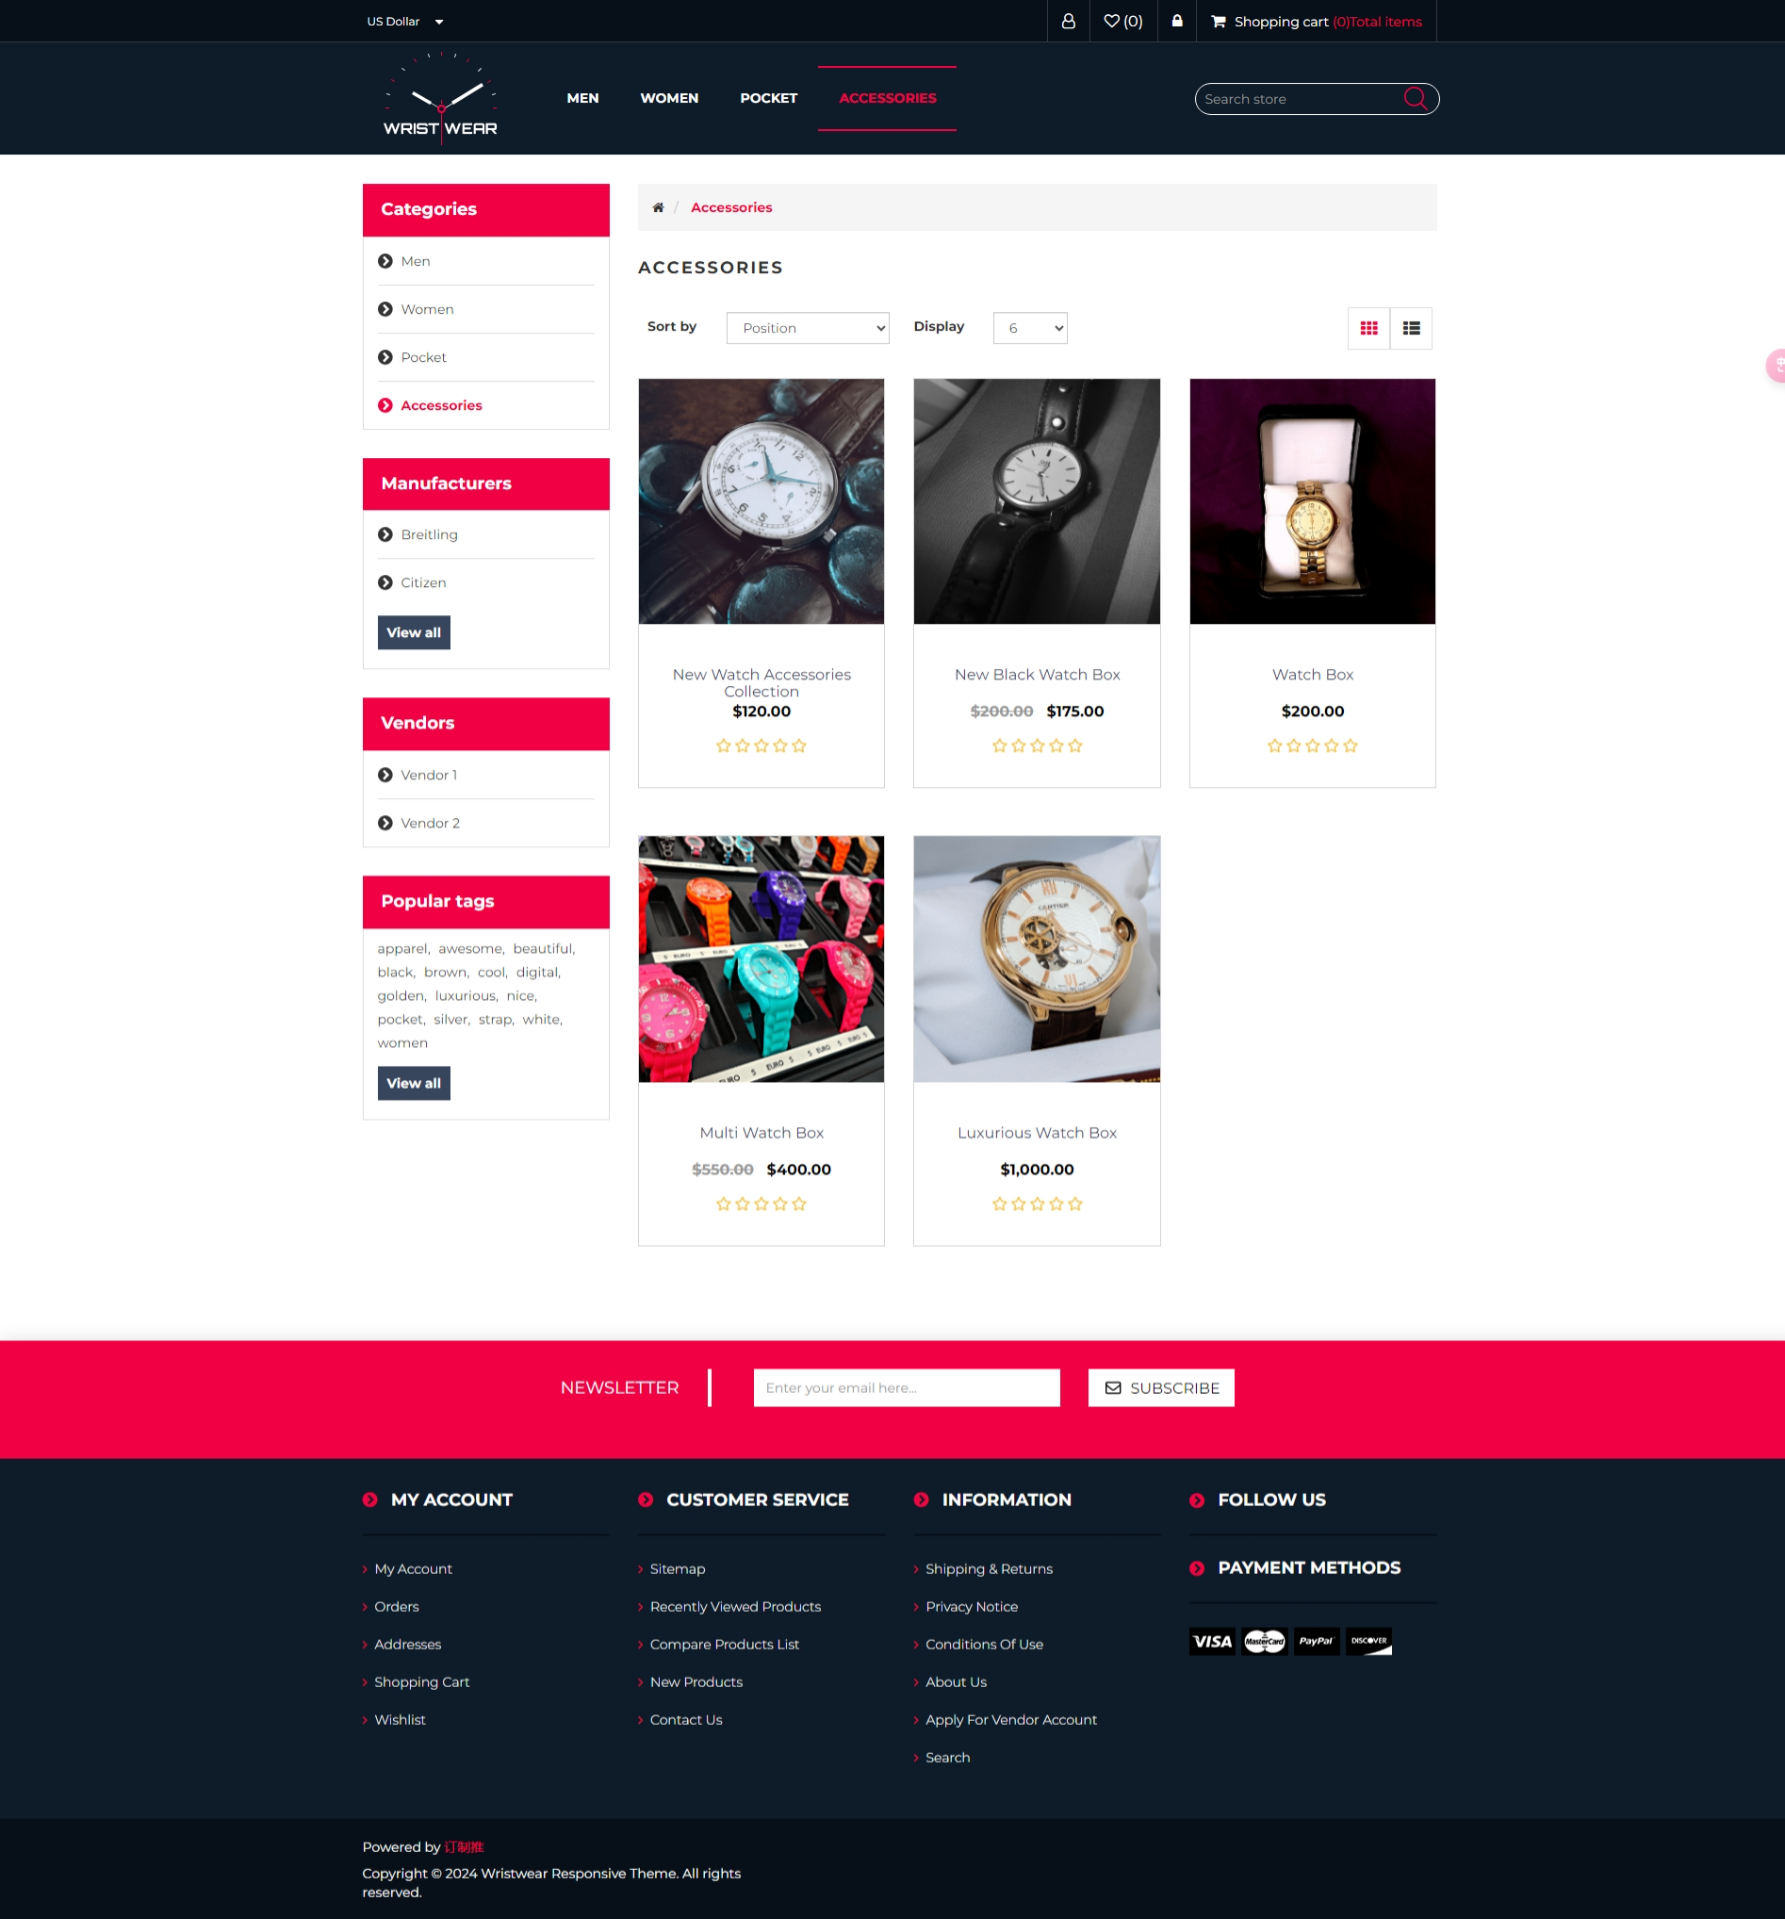 US Dollar
(0)
Shopping cart (0)Total items
WRIST WEAR
MEN
WOMEN
POCKET
ACCESSORIES
Search store
Categories
Men
Women
Pocket
Accessories
Manufacturers
Breitling
Citizen
View all
Vendors
Vendor 1
Vendor 2
Popular tags
apparel, awesome, beautiful,
black, brown, cool, digital,
golden, luxurious, nice,
pocket, silver, strap, white,
women
View all
/ Accessories
ACCESSORIES
Sort by
Position
Display
6
New Watch Accessories
Collection
$120.00
New Black Watch Box
$200.00 $175.00
Watch Box
$200.00
Multi Watch Box
$550.00 $400.00
CARTIER
Luxurious Watch Box
$1,000.00
NEWSLETTER
Enter your email here...
SUBSCRIBE
MY ACCOUNT
My Account
Orders
Addresses
Shopping Cart
Wishlist
CUSTOMER SERVICE
Sitemap
Recently Viewed Products
Compare Products List
New Products
Contact Us
INFORMATION
Shipping & Returns
Privacy Notice
Conditions Of Use
About Us
Apply For Vendor Account
Search
FOLLOW US
PAYMENT METHODS
VISA
MasterCard
PayPal
DISCOVER
Powered by 订制推
Copyright © 2024 Wristwear Responsive Theme. All rights
reserved.